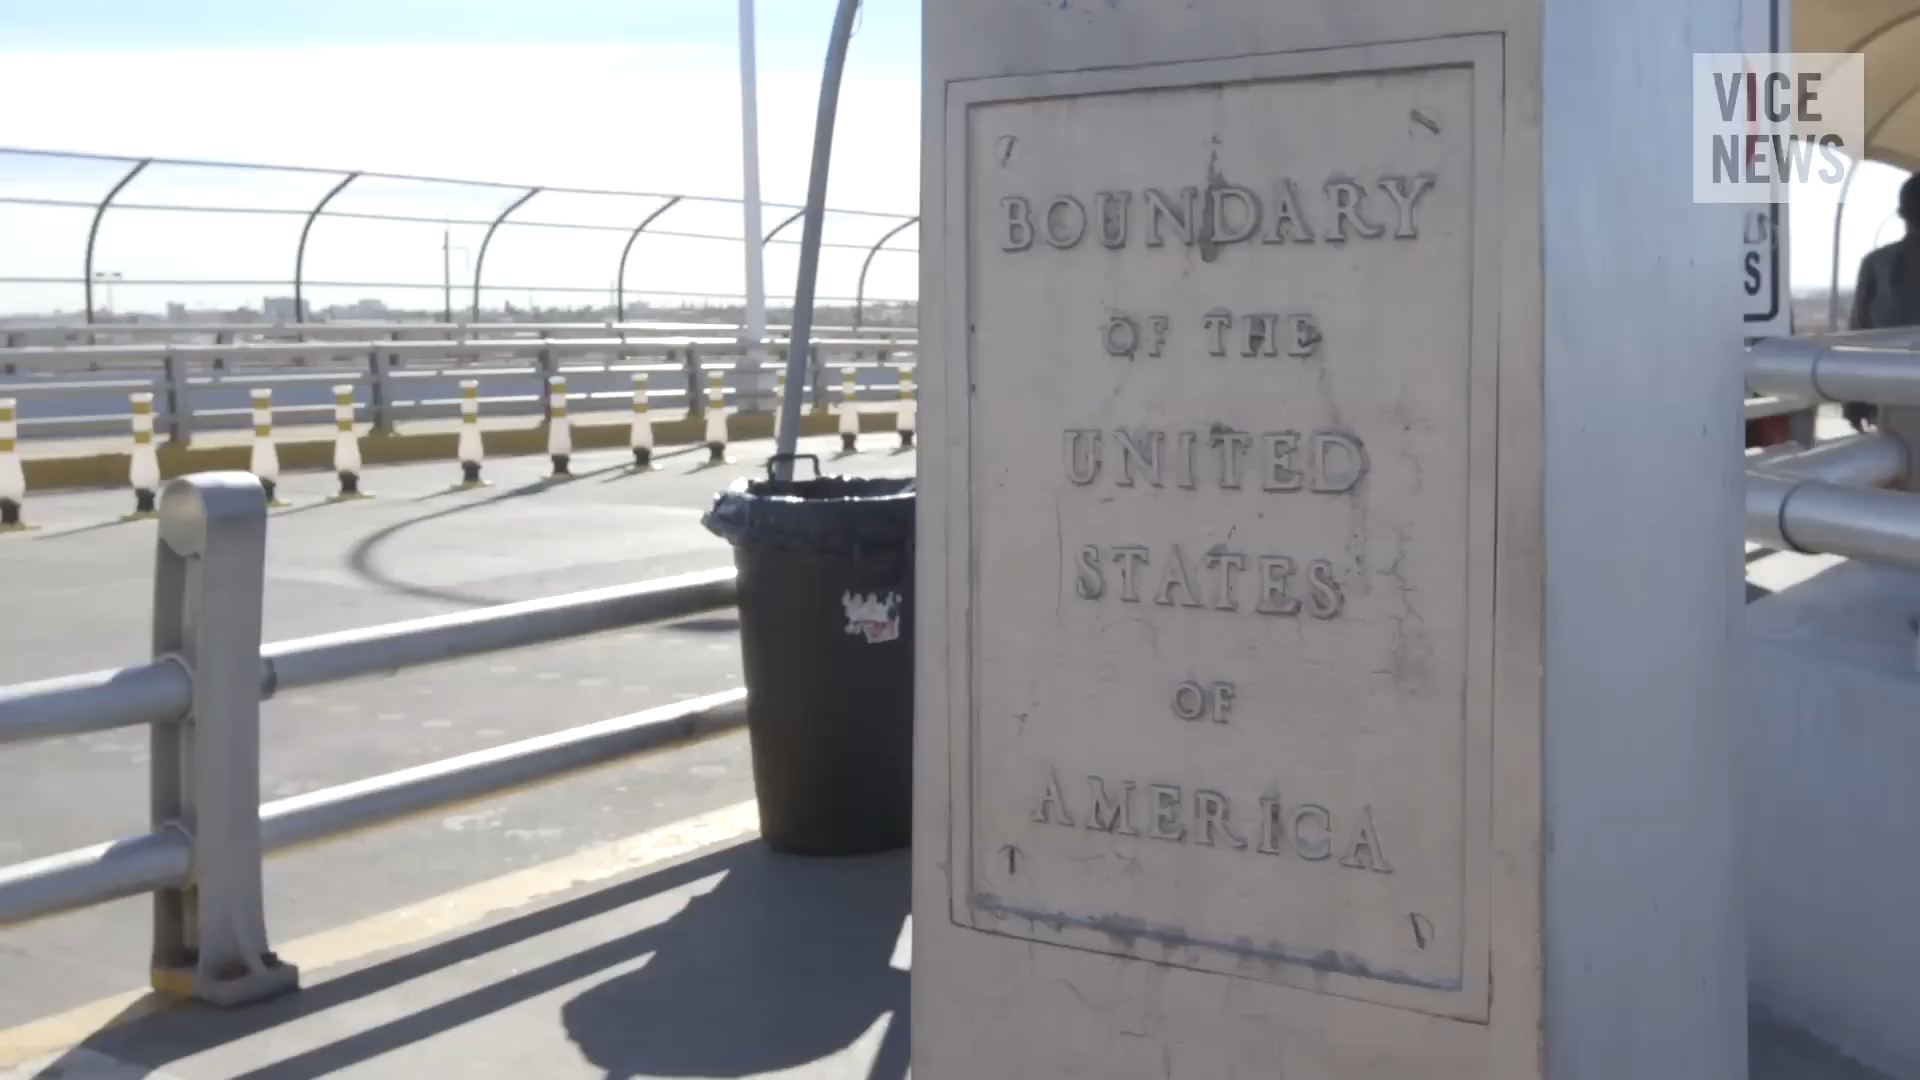 VICE
NEWS
BOUNDARY
OF THE
UNITED
STATES
OF
AMERICA
S